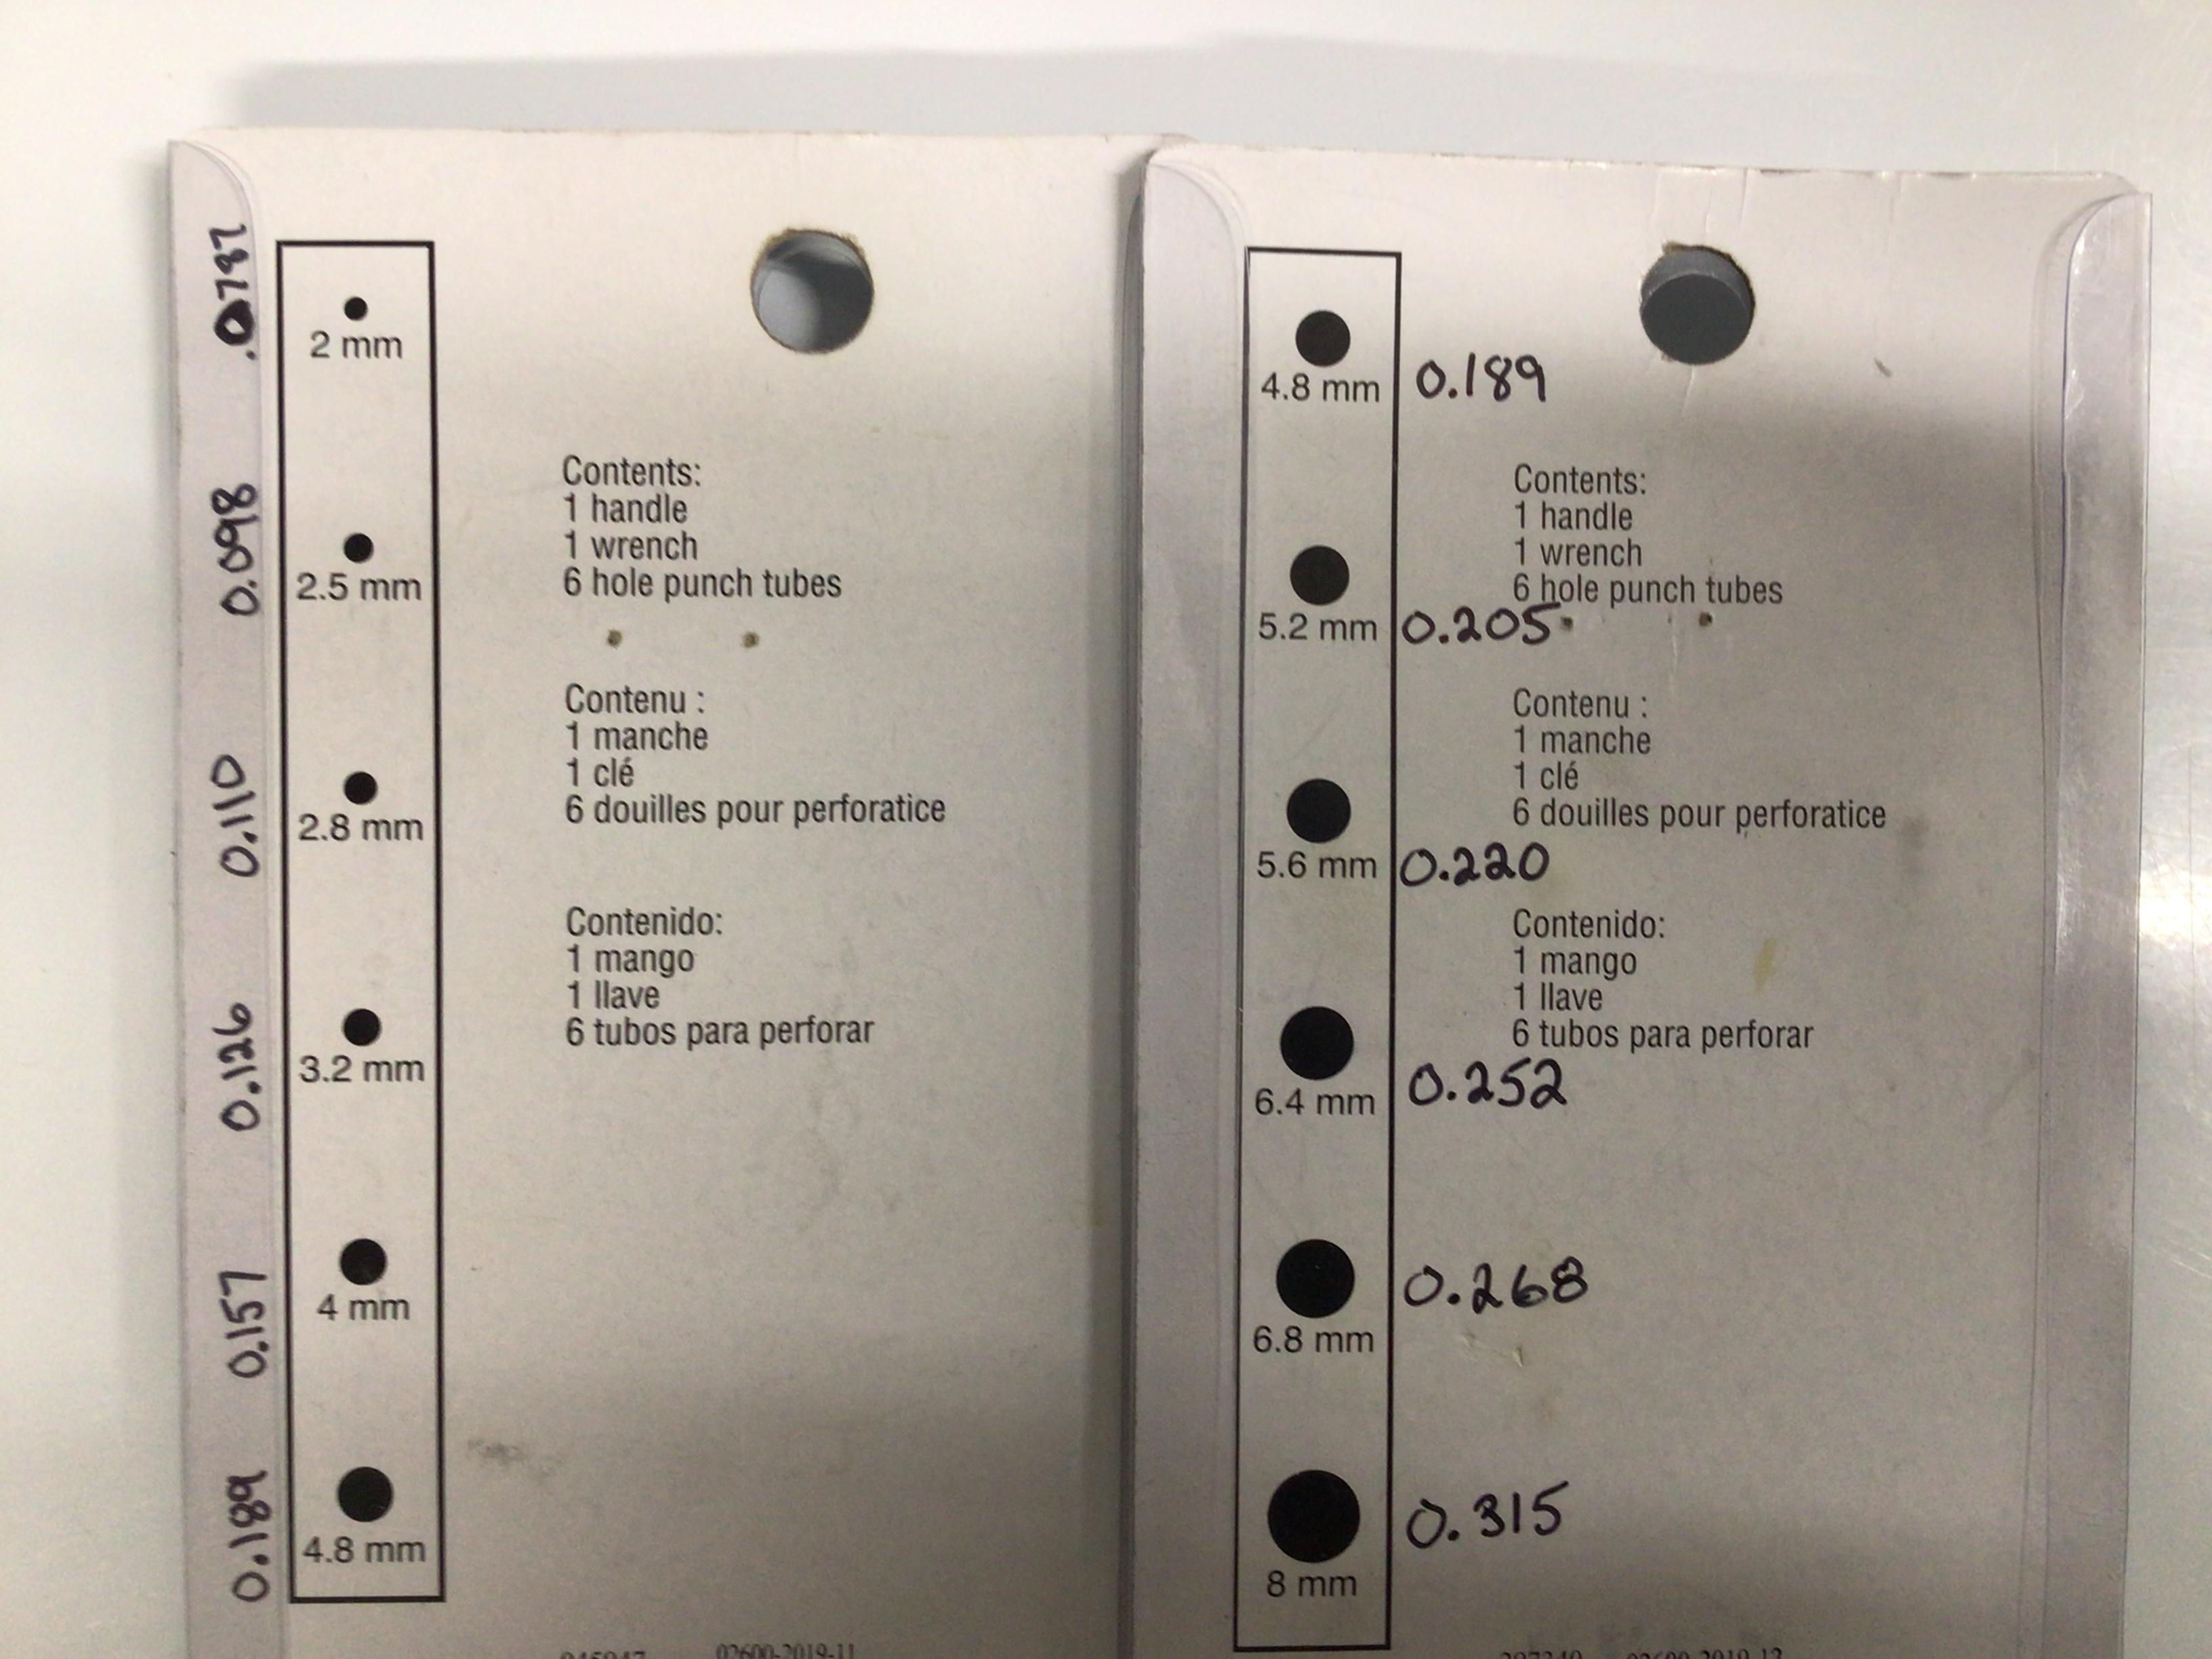 .0787
2 mm
0.098
2.5 mm
0.110
2.8 mm
0.126
3.2 mm
0.157
4 mm
0.189
4.8 mm
Contents:
1 handle
1 wrench
6 hole punch tubes
Contenu :
1 manche
1 clé
6 douilles pour perforatice
Contenido:
1 mango
1 llave
6 tubos para perforar
02600-2019-11
4.8 mm 0.189
5.2 mm 0.205
5.6 mm 0.220
6.4 mm 0.252
6.8 mm 0.268
8 mm 0.315
Contents:
1 handle
1 wrench
6 hole punch tubes
Contenu :
1 manche
1 clé
6 douilles pour perforatice
Contenido:
1 mango
1 llave
6 tubos para perforar